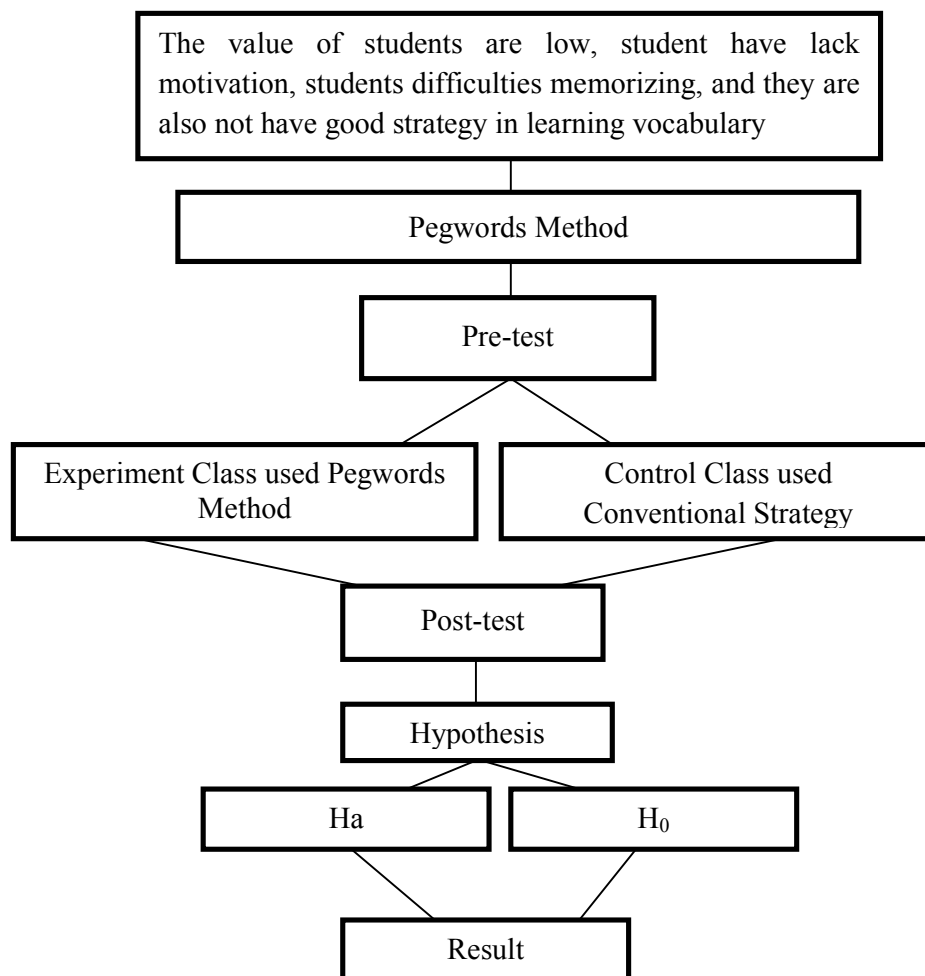 The value of students are low, student have lack
motivation, students difficulties memorizing, and they are
also not have good strategy in learning vocabulary
Pegwords Method
Pre-test
Experiment Class used Pegwords
Method
Control Class used
Conventional Strategy
Post-test
Hypothesis
Ha
H₀
Result